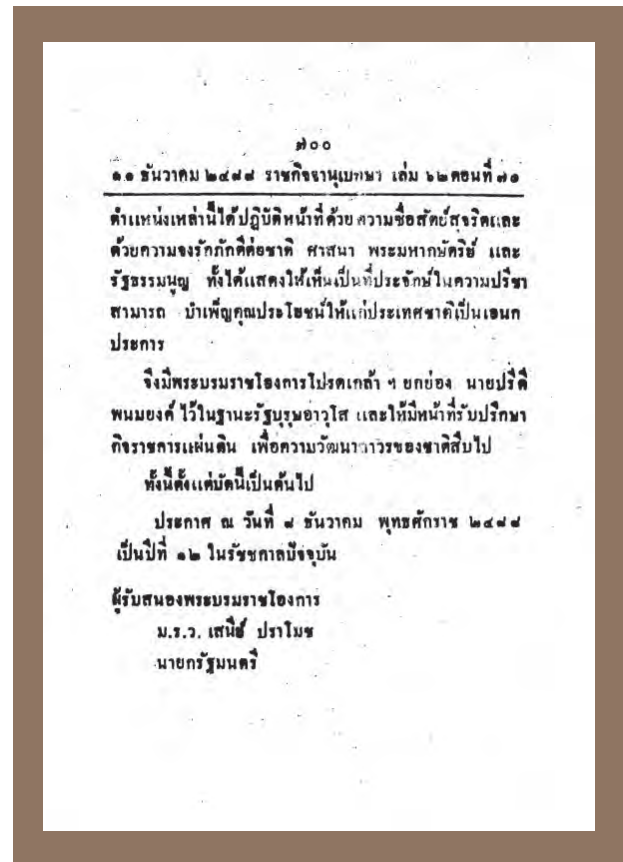 ๗๐๐
๑๑ ธันวาคม ๒๔๘๘ ราชกิจจานุเบกษา เล่ม ๖๒ ตอนที่ ๗๑
ตำแหน่งเหล่านี้ได้ปฏิบัติหน้าที่ด้วยความซื่อสัตย์สุจริตและ
ด้วยความจงรักภักดีต่อชาติ ศาสนา พระมหากษัตริย์ และ
รัฐธรรมนูญ ทั้งได้แสดงให้เห็นเป็นที่ประจักษ์ในความปรีชา
สามารถ บำเพ็ญคุณประโยชน์ให้แก่ประเทศชาติเป็นเอนก
ประการ
จึงมีพระบรมราชโองการโปรดเกล้า ฯ ยกย่อง นายปรีดี
พนมยงค์ ไว้ในฐานะรัฐบุรุษอาวุโส และให้มีหน้าที่รับปรึกษา
กิจราชการแผ่นดิน เพื่อความวัฒนาถาวรของชาติสืบไป
ทั้งนี้ตั้งแต่บัดนี้เป็นต้นไป
ประกาศ ณ วันที่ ๘ ธันวาคม พุทธศักราช ๒๔๘๘
เป็นปีที่ ๑๒ ในรัชชกาลปัจจุบัน
ผู้รับสนองพระบรมราชโองการ
ม.ร.ว. เสนีย์ ปราโมช
นายกรัฐมนตรี